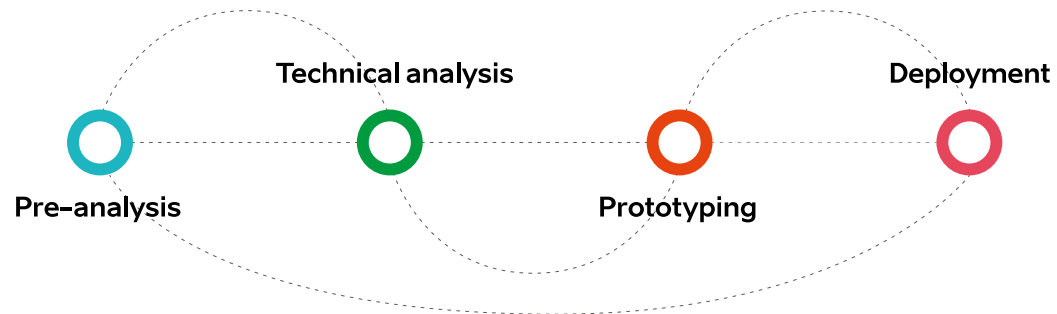 Technical analysis
Deployment
Pre-analysis
Prototyping